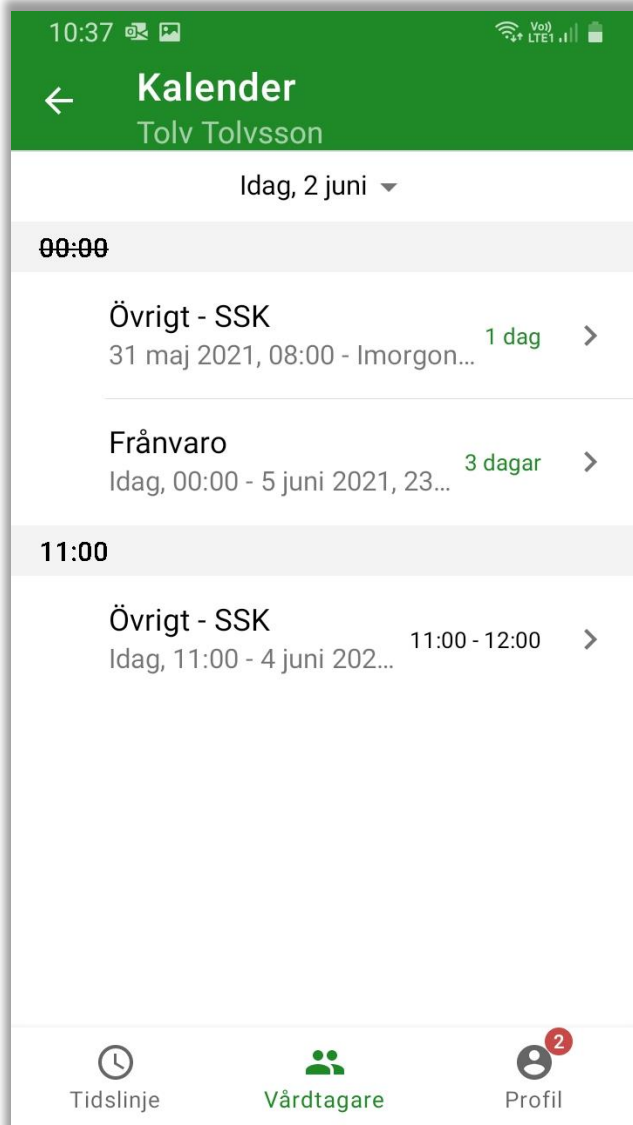 10:37
Vo)) LTE1
Kalender
Tolv Tolvsson
Idag, 2 juni
00:00
Övrigt - SSK
31 maj 2021, 08:00 - Imorgon...
1 dag
Frånvaro
Idag, 00:00 - 5 juni 2021, 23...
3 dagar
11:00
Övrigt - SSK
Idag, 11:00 - 4 juni 202...
11:00 - 12:00
2
Tidslinje Vårdtagare Profil